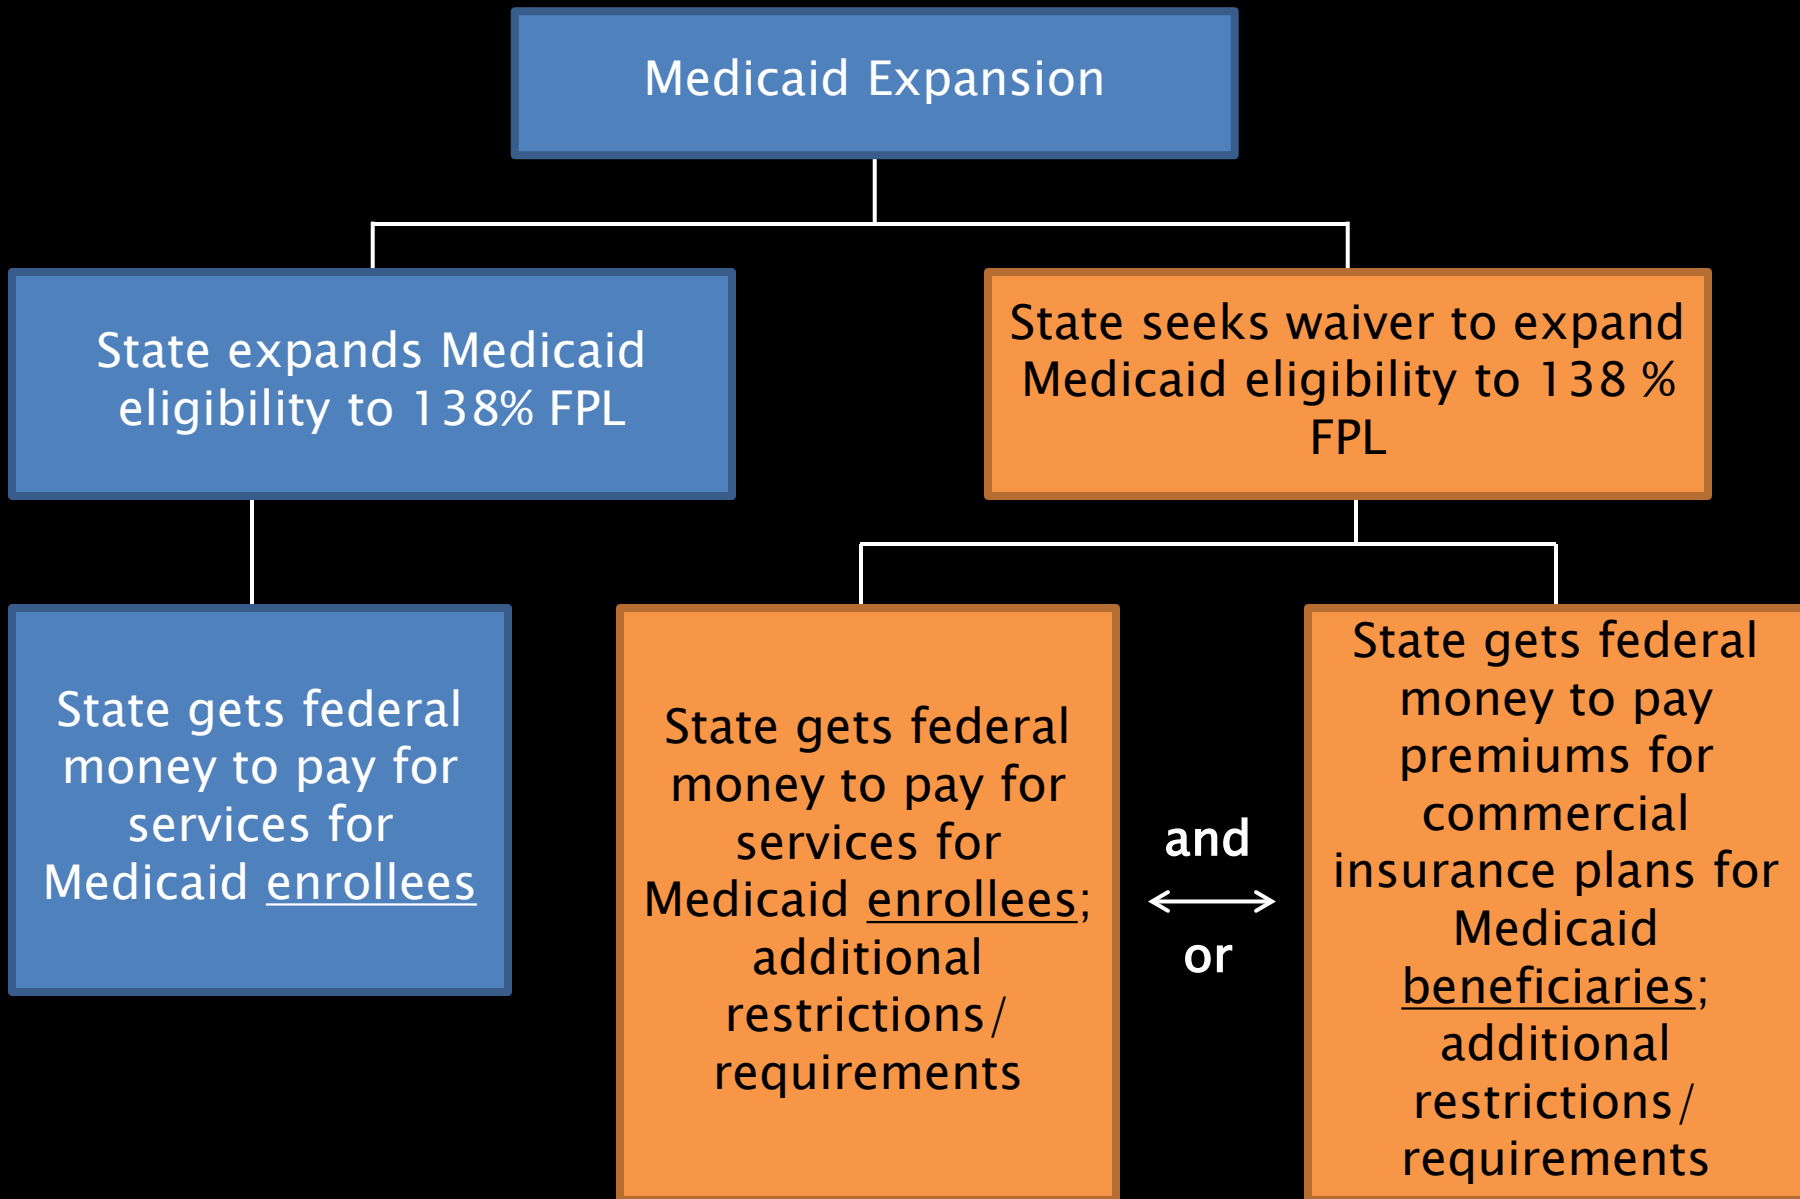 Medicaid Expansion
State expands Medicaid
eligibility to 138% FPL
State seeks waiver to expand
Medicaid eligibility to 138 %
FPL
State gets federal
money to pay for
services for
Medicaid enrollees
State gets federal
money to pay for
services for
Medicaid enrollees;
additional
restrictions/
requirements
and
or
State gets federal
money to pay
premiums for
commercial
insurance plans for
Medicaid
beneficiaries;
additional
restrictions/
requirements